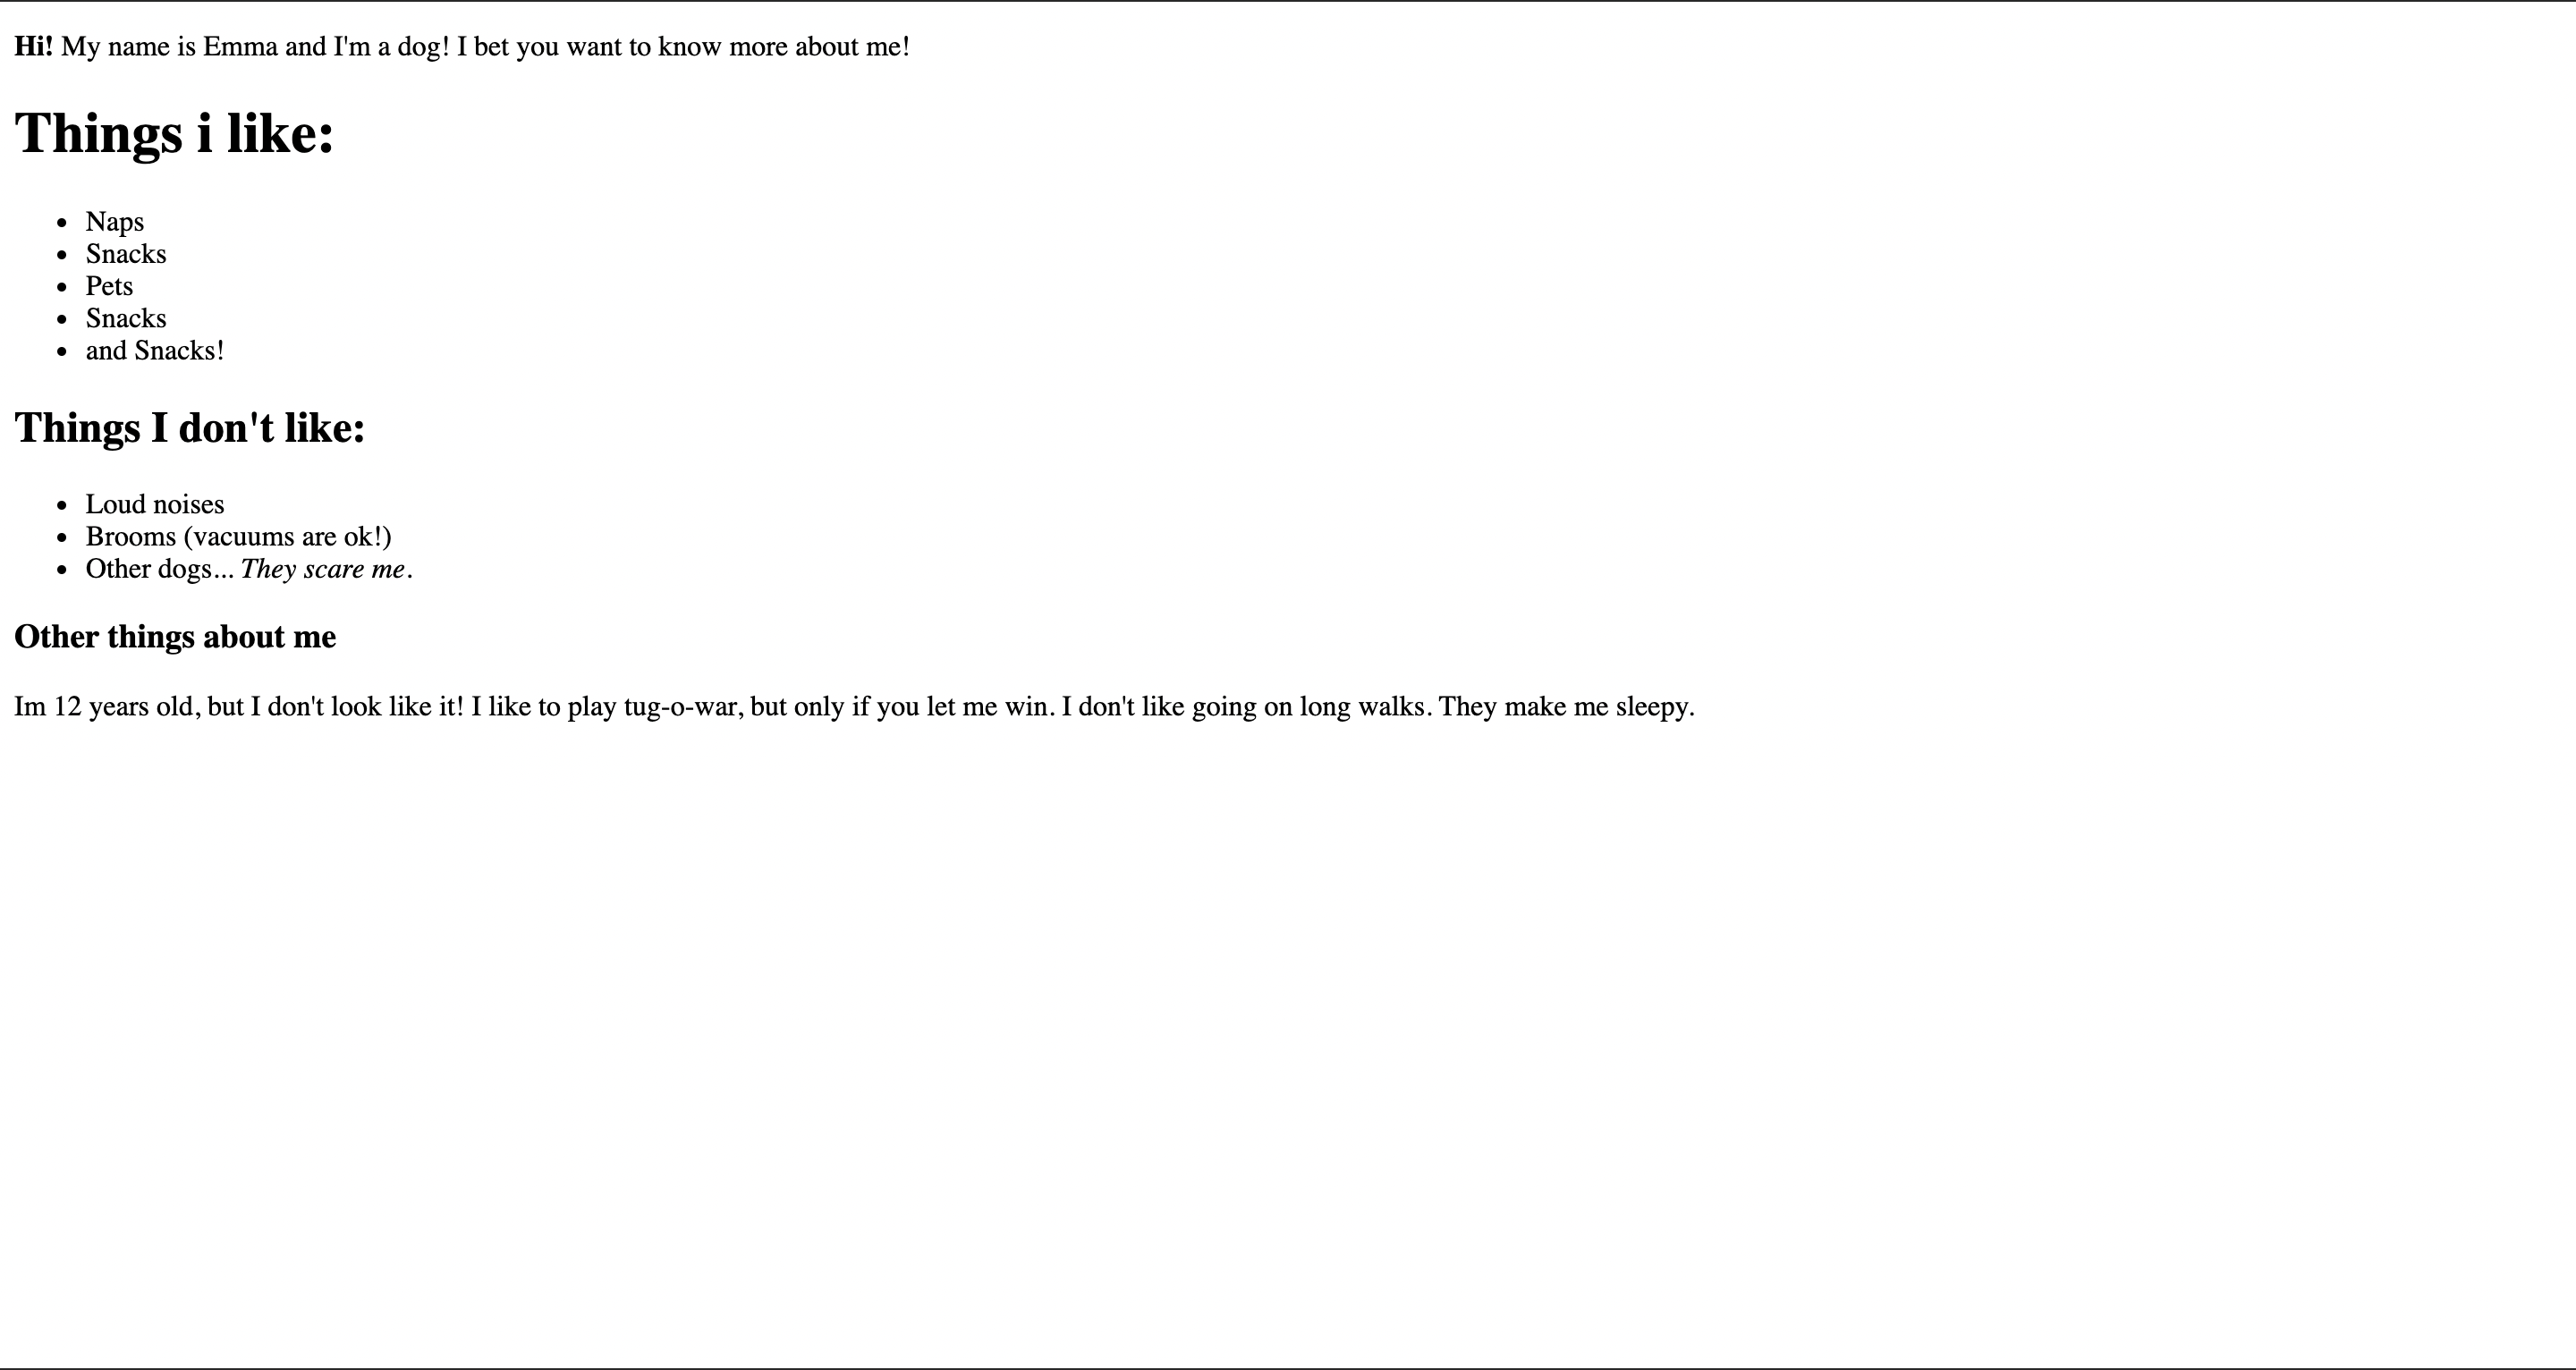 Hi! My name is Emma and I'm a dog! I bet you want to know more about me!
Things i like:
Naps
Snacks
Pets
Snacks
and Snacks!
Things I don't like:
Loud noises
Brooms (vacuums are ok!)
Other dogs... They scare me.
Other things about me
Im 12 years old, but I don't look like it! I like to play tug-o-war, but only if you let me win. I don't like going on long walks. They make me sleepy.